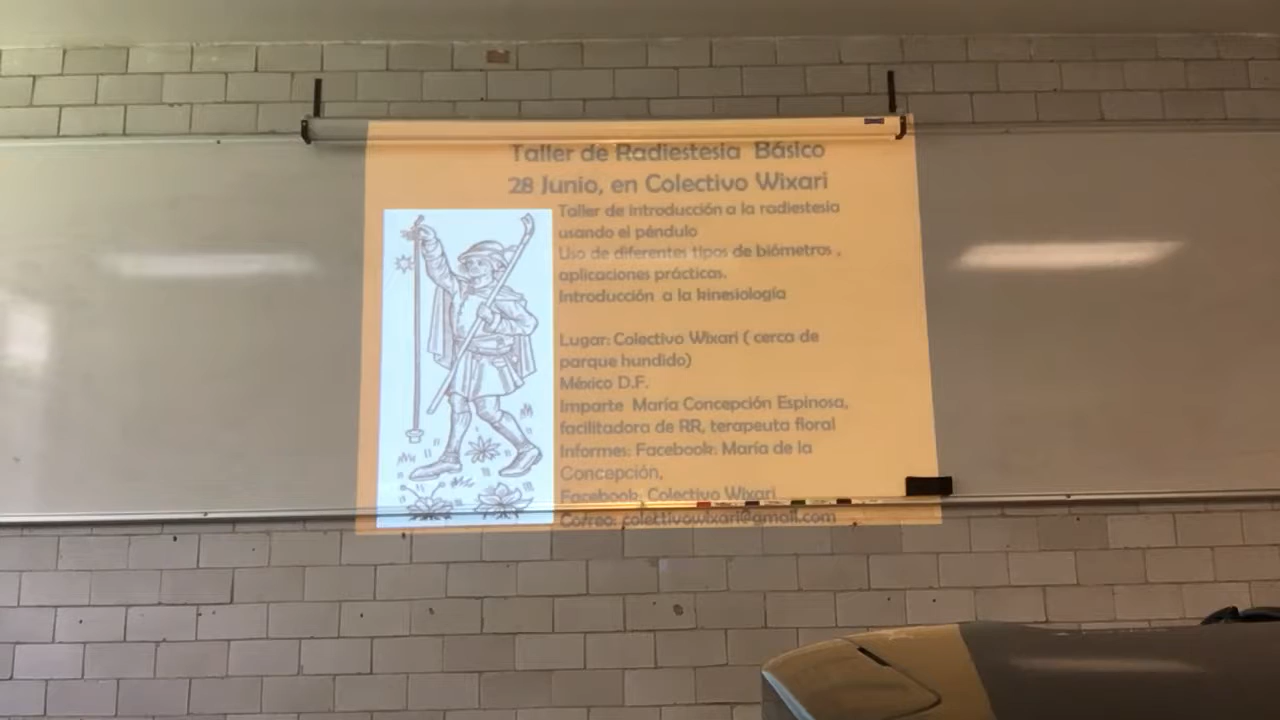 Taller de Radiestesia Básico
28 Junio, en Colectivo Wixari
Taller de introducción a la radiestesia
usando el péndulo
Uso de diferentes tipos de biómetros ,
aplicaciones prácticas.
Introducción a la kinesiología
Lugar: Colectivo Wixari ( cerca de
parque hundido)
México D.F.
Imparte María Concepción Espinosa,
facilitadora de RR, terapeuta floral
Informes: Facebook: María de la
Concepción,
Facebook: Colectivo Wixari
Correo: colectivowixari@gmail.com